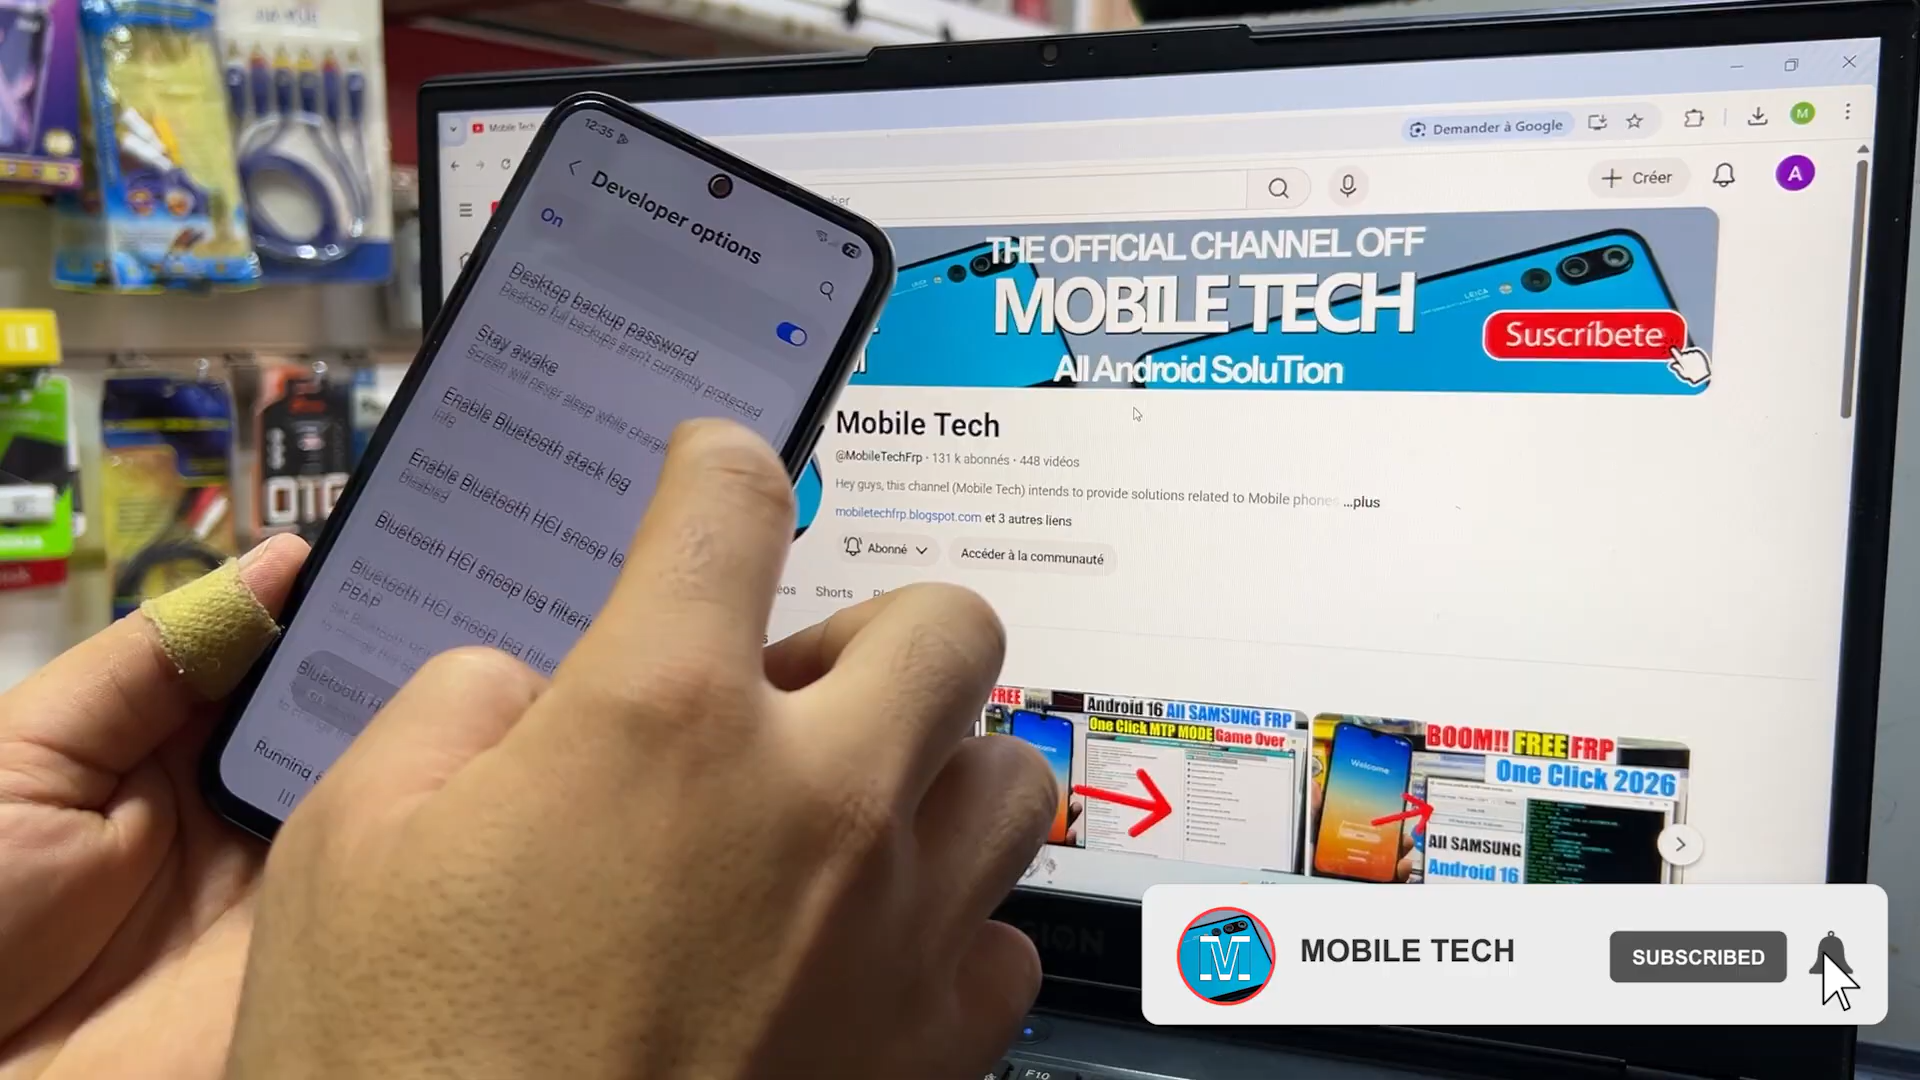 12:35
Developer options
On
Desktop backup password
Desktop full backups aren't currently protected
Stay awake
Screen will never sleep while charging
Enable Bluetooth stack log
Info
Enable Bluetooth HCI snoop
Disabled
Bluetooth HCI snoop log
Bluetooth HCI snoop log
PBAP
Bluetooth
Running
Mobile Tech
Demander à Google
M
Créer
A
THE OFFICIAL CHANNEL OFF
MOBILE TECH
All Android SoluTion
Suscríbete
LEICA
Mobile Tech
@MobileTechFrp · 131 k abonnés · 448 vidéos
Hey guys, this channel (Mobile Tech) intends to provide solutions related to Mobile phones ...plus
mobiletechfrp.blogspot.com et 3 autres liens
Abonné
Accéder à la communauté
Shorts
FREE
Android 16 All SAMSUNG FRP
One Click MTP MODE Game Over
BOOM!! FREE FRP
One Click 2026
Welcome
All SAMSUNG
Android 16
OTG
M
MOBILE TECH
SUBSCRIBED
F10